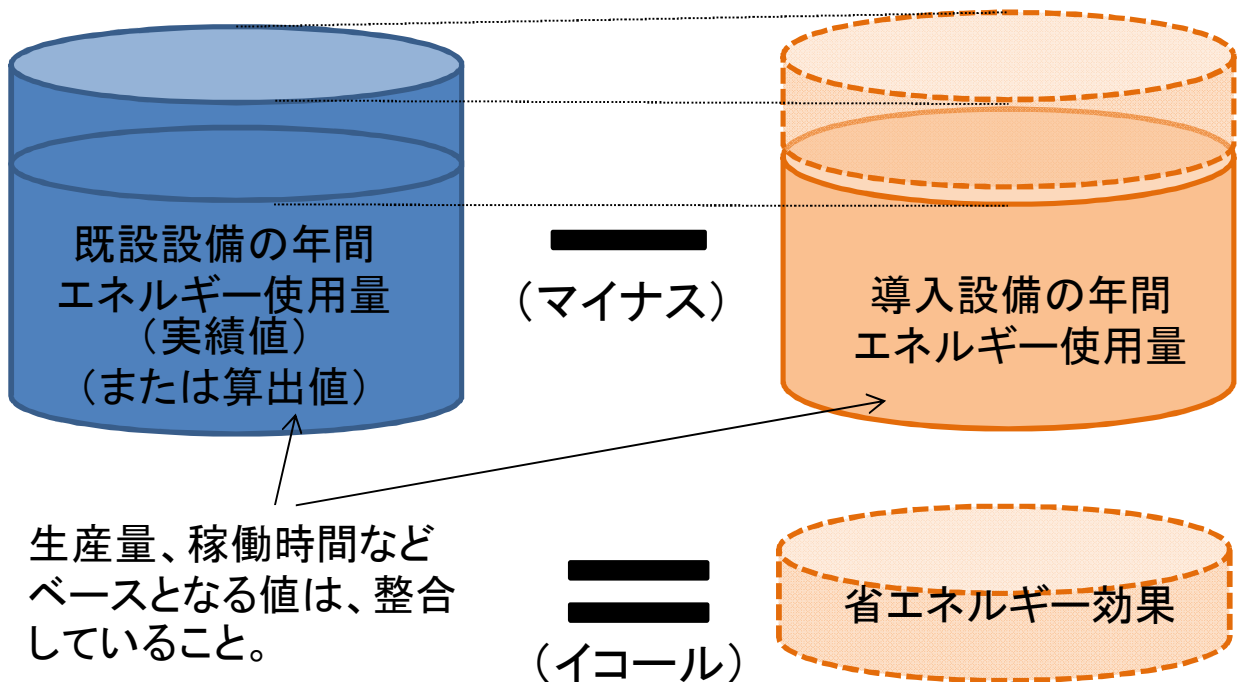 既設設備の年間
エネルギー使用量
（実績値）
（または算出値）
（マイナス）
導入設備の年間
エネルギー使用量
生産量、稼働時間など
ベースとなる値は、整合
していること。
（イコール）
省エネルギー効果